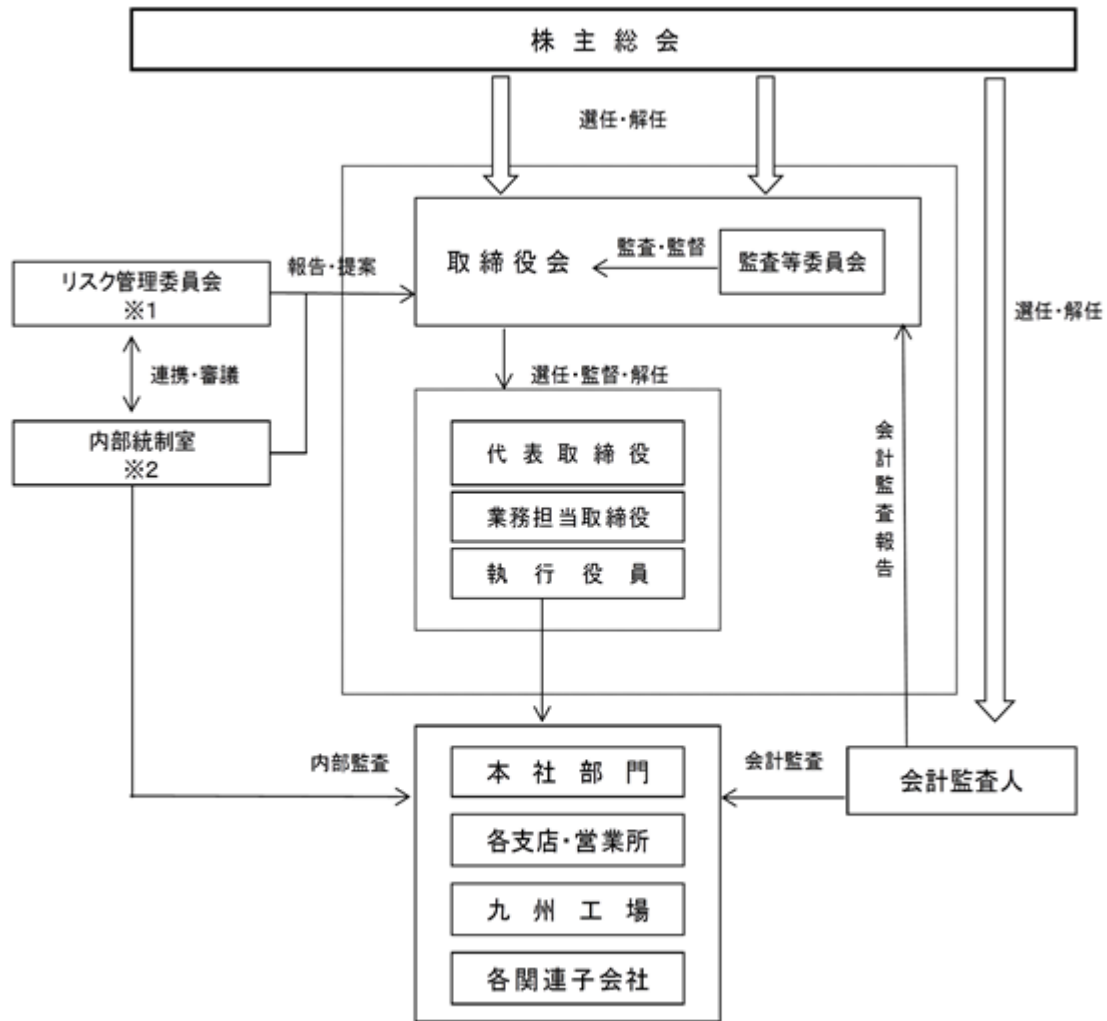 株主総会
選任・解任
取締役会
監査・監督
監査等委員会
リスク管理委員会
※1
報告・提案
選任・解任
連携・審議
選任・監督・解任
内部統制室
※2
代表取締役
業務担当取締役
執行役員
会計監査報告
内部監査
本社部門
会計監査
会計監査人
各支店・営業所
九州工場
各関連子会社